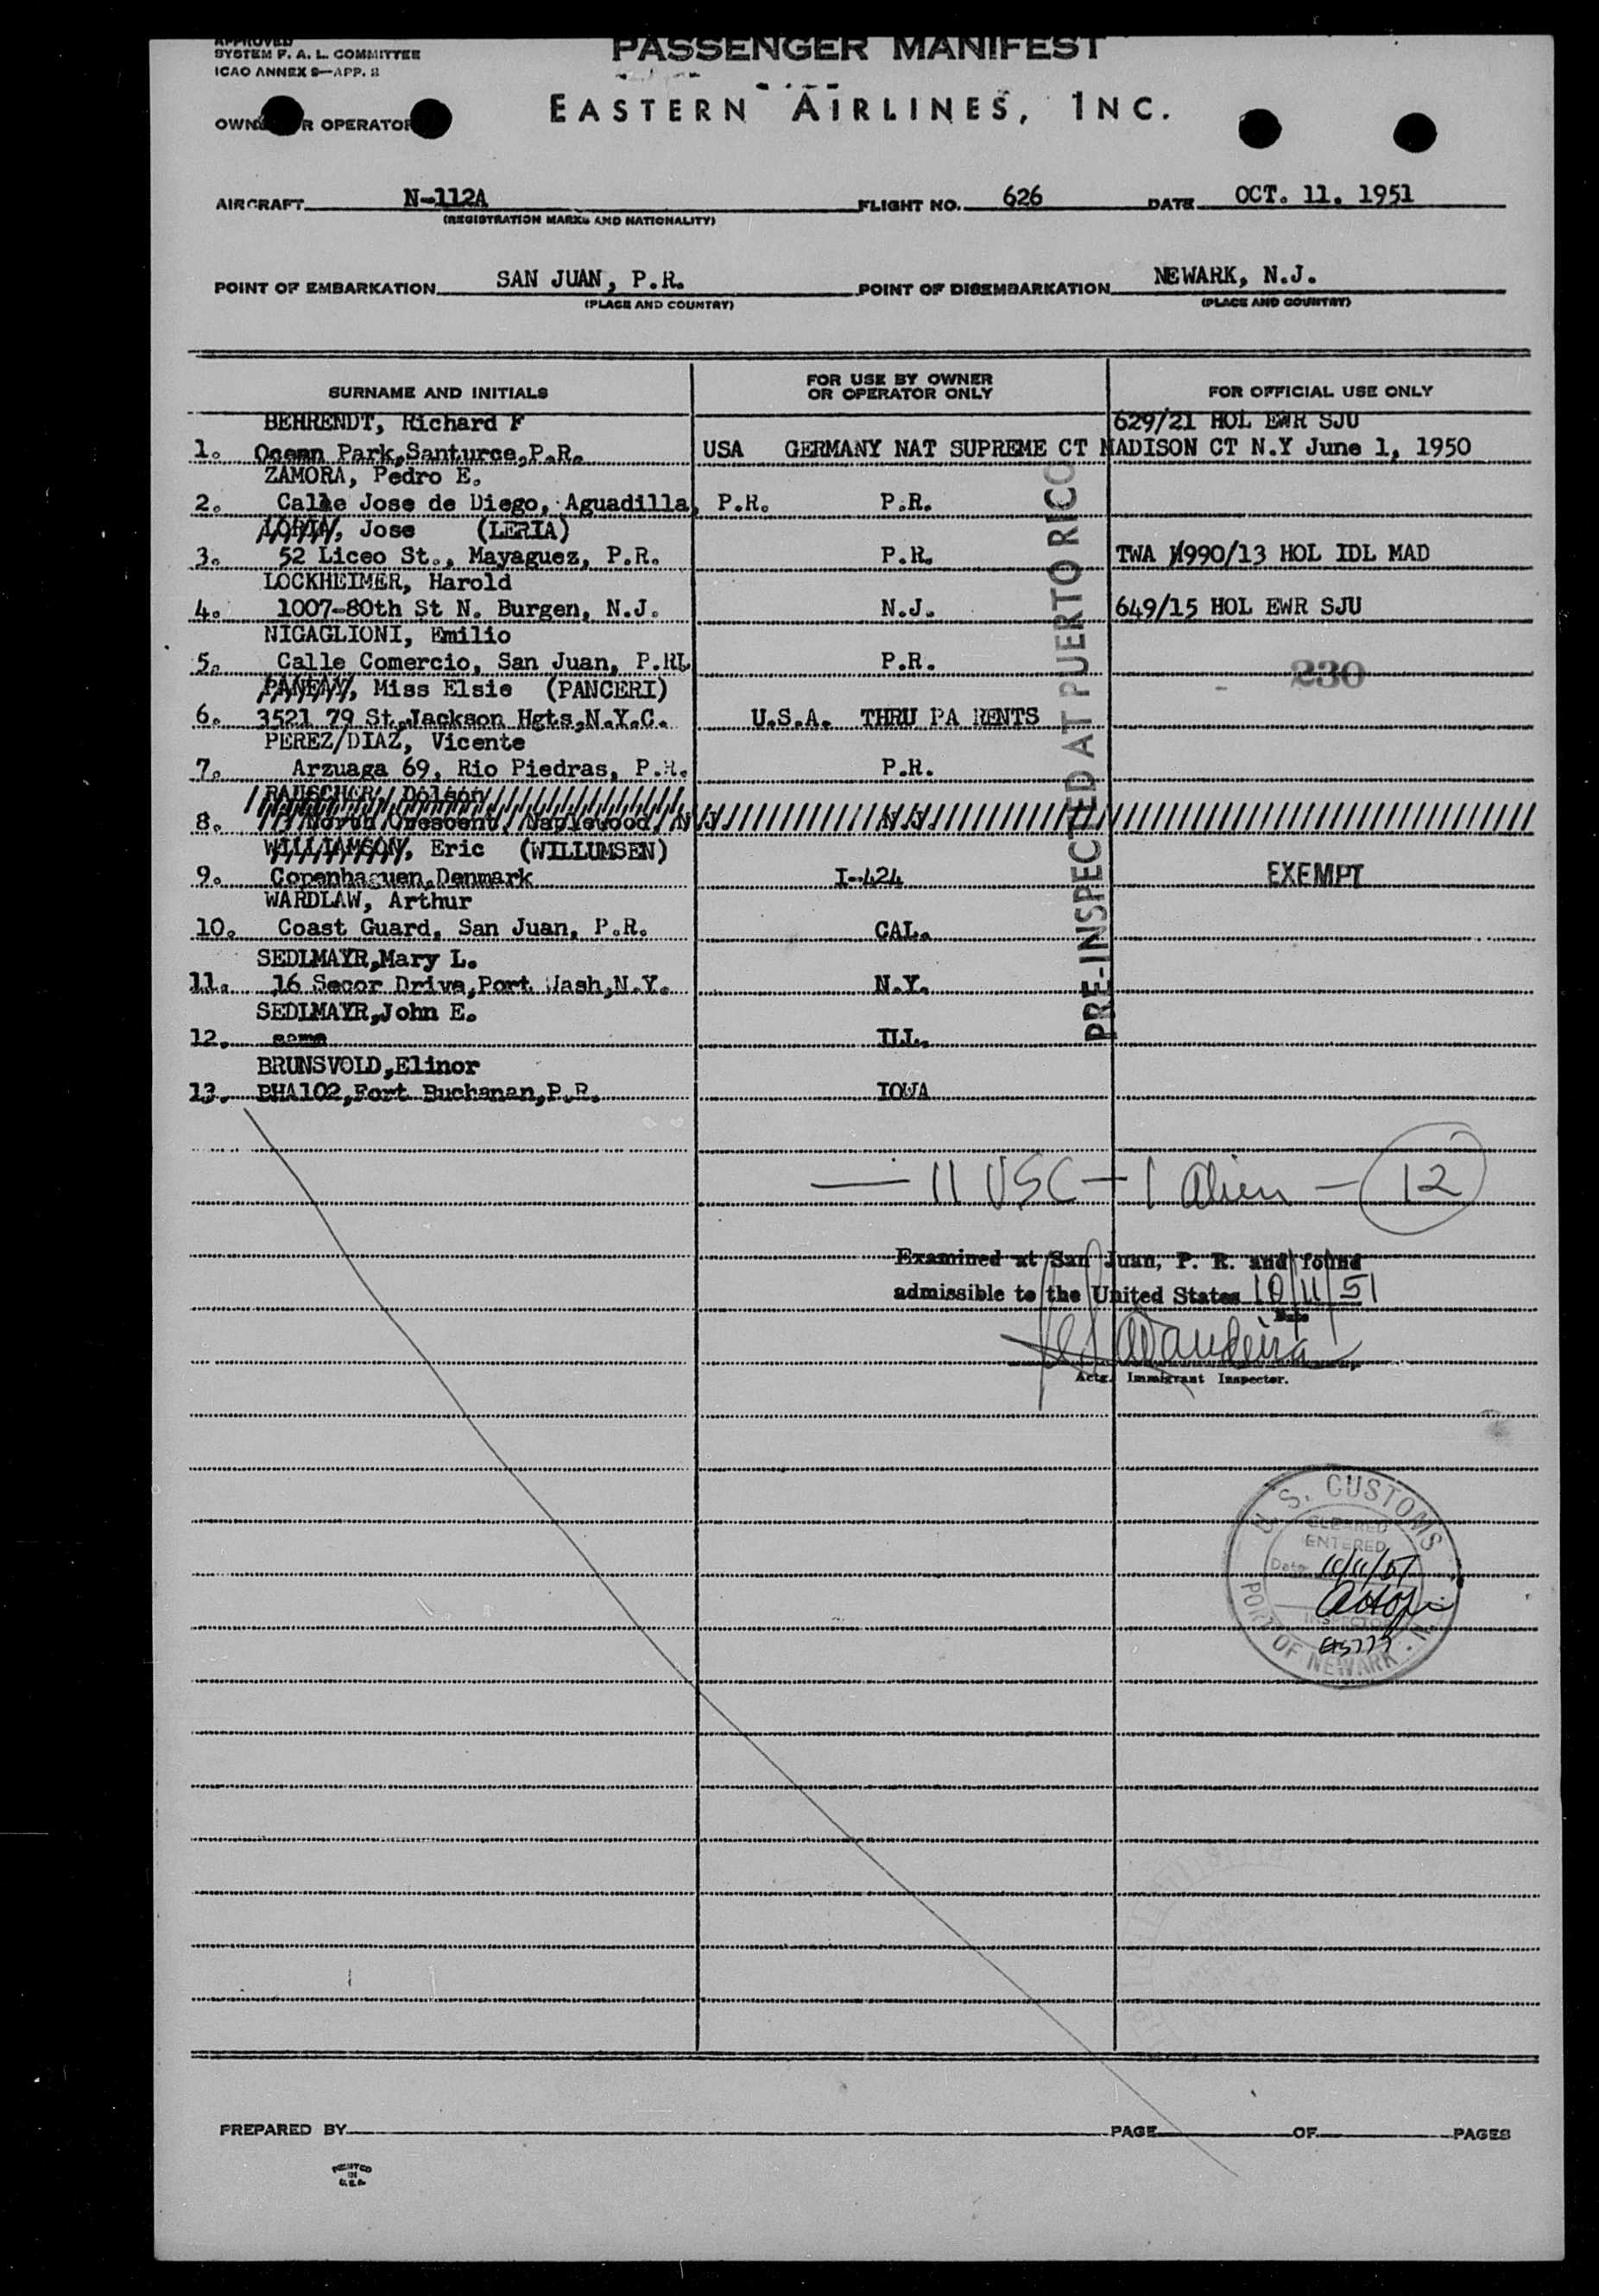 APPROVED
SYSTEM F. A. L. COMMITTEE
ICAO ANNEX 9—APP. 2
PASSENGER MANIFEST
EASTERN AIRLINES, INC.
OWNER OR OPERATOR
AIRCRAFT N-112A FLIGHT NO. 626 DATE OCT. 11. 1951
(REGISTRATION MARKS AND NATIONALITY)
POINT OF EMBARKATION SAN JUAN, P.R. POINT OF DISEMBARKATION NEWARK, N.J.
(PLACE AND COUNTRY) (PLACE AND COUNTRY)
SURNAME AND INITIALS FOR USE BY OWNER OR OPERATOR ONLY FOR OFFICIAL USE ONLY
BEHRENDT, Richard F 629/21 HOL EWR SJU
1. Ocean Park,Santurce,P.R. USA GERMANY NAT SUPREME CT MADISON CT N.Y June 1, 1950
ZAMORA, Pedro E.
2. Calle Jose de Diego, Aguadilla, P.R. P.R.
, Jose (LERIA)
3. 52 Liceo St., Mayaguez, P.R. P.R. TWA 990/13 HOL IDL MAD
LOCKHEIMER, Harold
4. 1007-80th St N. Burgen, N.J. N.J. 649/15 HOL EWR SJU
NIGAGLIONI, Emilio
5. Calle Comercio, San Juan, P.R. P.R. 230
, Miss Elsie (PANCERI)
6. 3521 79 St,Jackson Hgts,N.Y.C. U.S.A. THRU PA RENTS
PEREZ/DIAZ, Vicente
7. Arzuaga 69, Rio Piedras, P.R. P.R.
RAUSCHER, Dolson
8. North Crescent, Maplewood, N.J. N.J.
WILLIAMSON, Eric (WILLUMSEN)
9. Copenhaguen,Denmark I-424 EXEMPT
WARDLAW, Arthur
10. Coast Guard, San Juan, P.R. CAL.
SEDLMAYR,Mary L.
11. 16 Secor Drive,Port Wash,N.Y. N.Y.
SEDLMAYR,John E.
12. same ILL.
BRUNSVOLD,Elinor
13. BHA102,Fort Buchanan,P.R. IOWA
PRE-INSPECTED AT PUERTO RICO
— 11 USC + 1 alien — 12
Examined at San Juan, P. R. and found
admissible to the United States 10/11/51
Date
Actg. Immigrant Inspector.
U.S. CUSTOMS
CLEARED
ENTERED
Date 10/11/51
INSPECTOR
PORT OF NEWARK
PREPARED BY PAGE OF PAGES
PRINTED
IN
U.S.A.